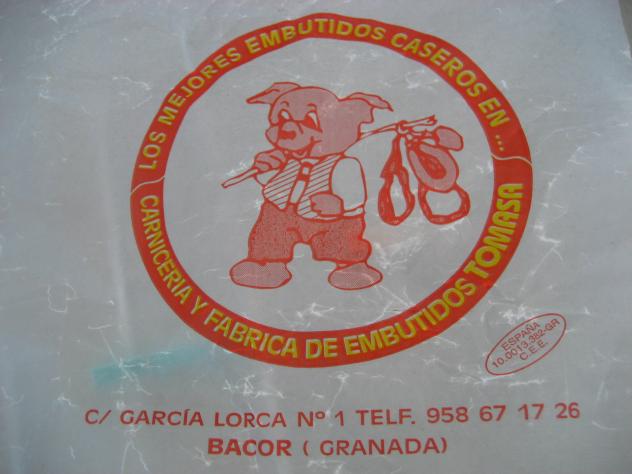 LOS MEJORES EMBUTIDOS CASEROS EN ...
CARNICERIA Y FABRICA DE EMBUTIDOS TOMASA
ESPAÑA
10.0013.382-GR
C.E.E.
C/ GARCÍA LORCA Nº 1 TELF. 958 67 17 26
BACOR ( GRANADA)